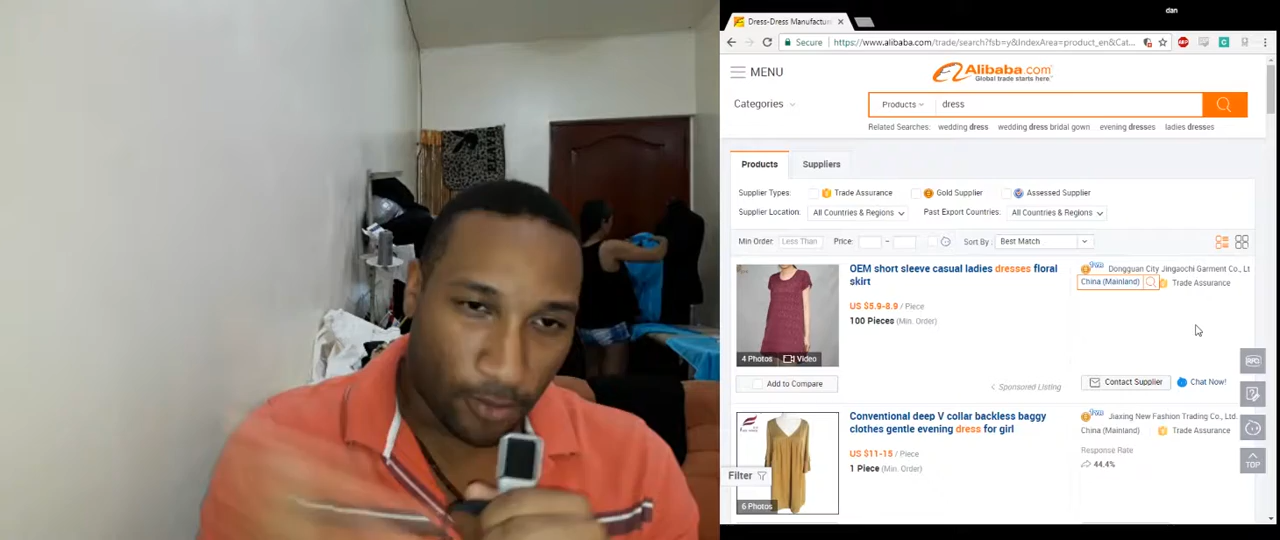 dan
Dress-Dress Manufactu
Secure https://www.alibaba.com/trade/search?fsb=y&IndexArea=product_en&Cat...
MENU
Alibaba.com
Global trade starts here.
Categories
Products dress
Related Searches: wedding dress wedding dress bridal gown evening dresses ladies dresses
Products Suppliers
Supplier Types: Trade Assurance Gold Supplier Assessed Supplier
Supplier Location: All Countries & Regions Past Export Countries: All Countries & Regions
Min Order: Less Than Price: - Sort By: Best Match
OEM short sleeve casual ladies dresses floral
skirt
US $5.9-8.9 / Piece
100 Pieces (Min. Order)
4 Photos Video
Add to Compare
Sponsored Listing
Dongguan City Jingaochi Garment Co., Lt
China (Mainland) Trade Assurance
Contact Supplier Chat Now!
RFQ
TOP
Conventional deep V collar backless baggy
clothes gentle evening dress for girl
US $11-15 / Piece
1 Piece (Min. Order)
Filter
6 Photos
Jiaxing New Fashion Trading Co., Ltd.
China (Mainland) Trade Assurance
Response Rate
44.4%